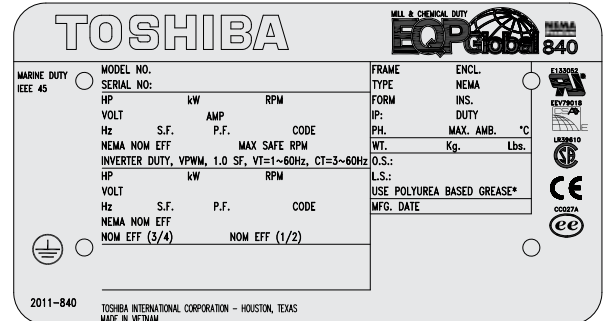 TOSHIBA
MILL & CHEMICAL DUTY
EQP Global
NEMA
840
MARINE DUTY
IEEE 45
MODEL NO.
SERIAL NO:
HP kW RPM
VOLT AMP
Hz S.F. P.F. CODE
NEMA NOM EFF MAX SAFE RPM
INVERTER DUTY, VPWM, 1.0 SF, VT=1~60Hz, CT=3~60Hz
HP kW RPM
VOLT
Hz S.F. P.F. CODE
NEMA NOM EFF
NOM EFF (3/4) NOM EFF (1/2)
FRAME ENCL.
TYPE NEMA
FORM INS.
IP: DUTY
PH. MAX. AMB. °C
WT. Kg. Lbs.
O.S.:
L.S.:
USE POLYUREA BASED GREASE*
MFG. DATE
E133052
EEV79018
LR39610
CE
CC027A
ee
2011-840
TOSHIBA INTERNATIONAL CORPORATION – HOUSTON, TEXAS
MADE IN VIETNAM